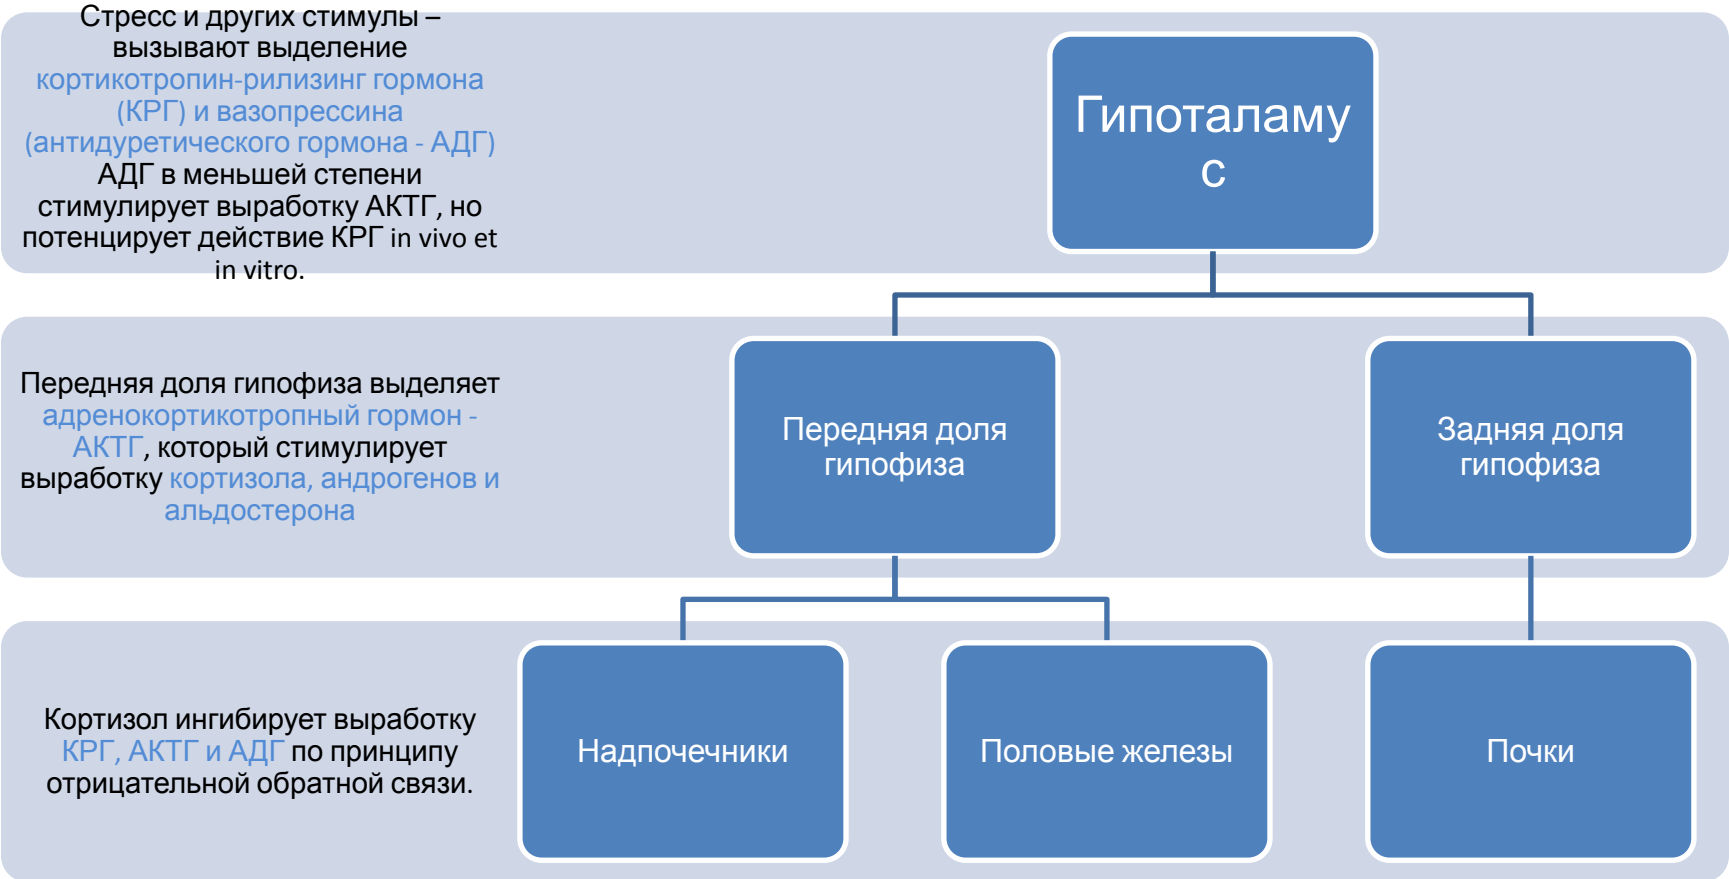 Стресс и других стимулы –
вызывают выделение
кортикотропин-рилизинг гормона
(КРГ) и вазопрессина
(антидуретического гормона - АДГ)
АДГ в меньшей степени
стимулирует выработку АКТГ, но
потенцирует действие КРГ in vivo et
in vitro.
Гипоталаму
с
Передняя доля гипофиза выделяет
адренокортикотропный гормон -
АКТГ, который стимулирует
выработку кортизола, андрогенов и
альдостерона
Передняя доля
гипофиза
Задняя доля
гипофиза
Кортизол ингибирует выработку
КРГ, АКТГ и АДГ по принципу
отрицательной обратной связи.
Надпочечники
Половые железы
Почки